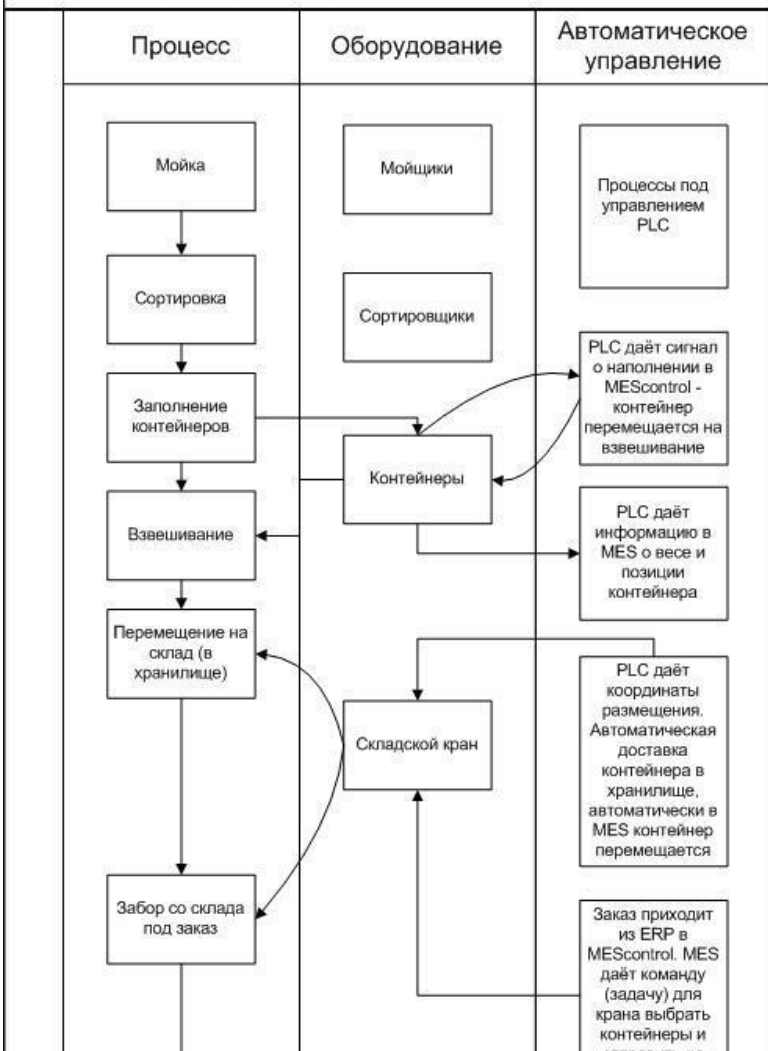 Процесс
Оборудование
Автоматическое
управление
Мойка
Мойщики
Процессы под
управлением
PLC
Сортировка
Сортировщики
PLC даёт сигнал
о наполнении в
MEScontrol -
контейнер
перемещается на
взвешивание
Заполнение
контейнеров
Контейнеры
Взвешивание
PLC даёт
информацию в
MES о весе и
позиции
контейнера
Перемещение на
склад (в
хранилище)
Складской кран
PLC даёт
координаты
размещения.
Автоматическая
доставка
контейнера в
хранилище,
автоматически в
MES контейнер
перемещается
Забор со склада
под заказ
Заказ приходит
из ERP в
MEScontrol. MES
даёт команду
(задачу) для
крана выбрать
контейнеры и